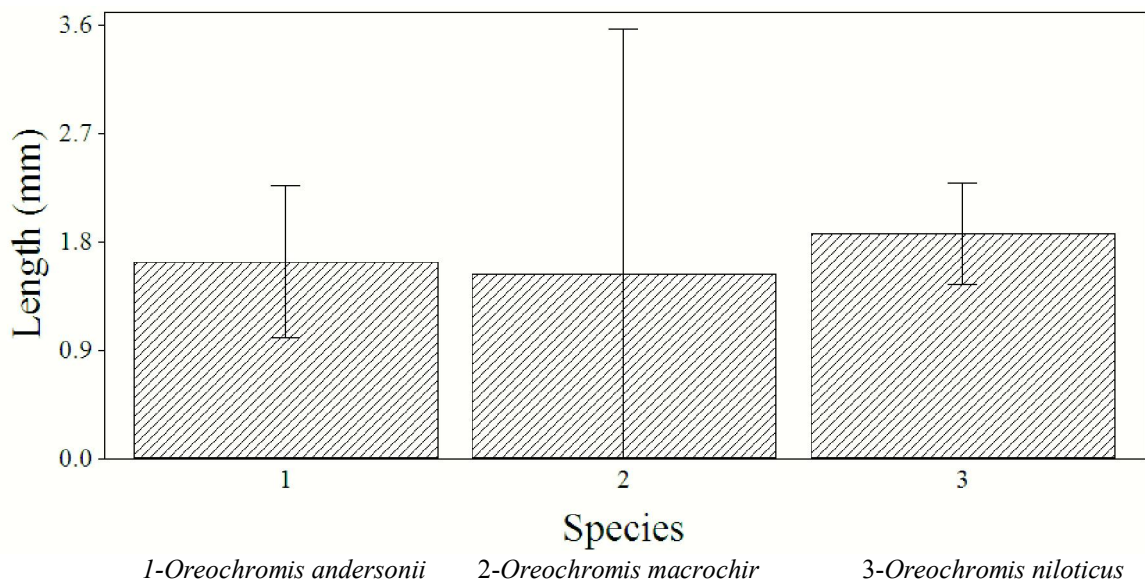 3.6
2.7
1.8
0.9
0.0
Length (mm)
1 2 3
Species
1-Oreochromis andersonii 2-Oreochromis macrochir 3-Oreochromis niloticus